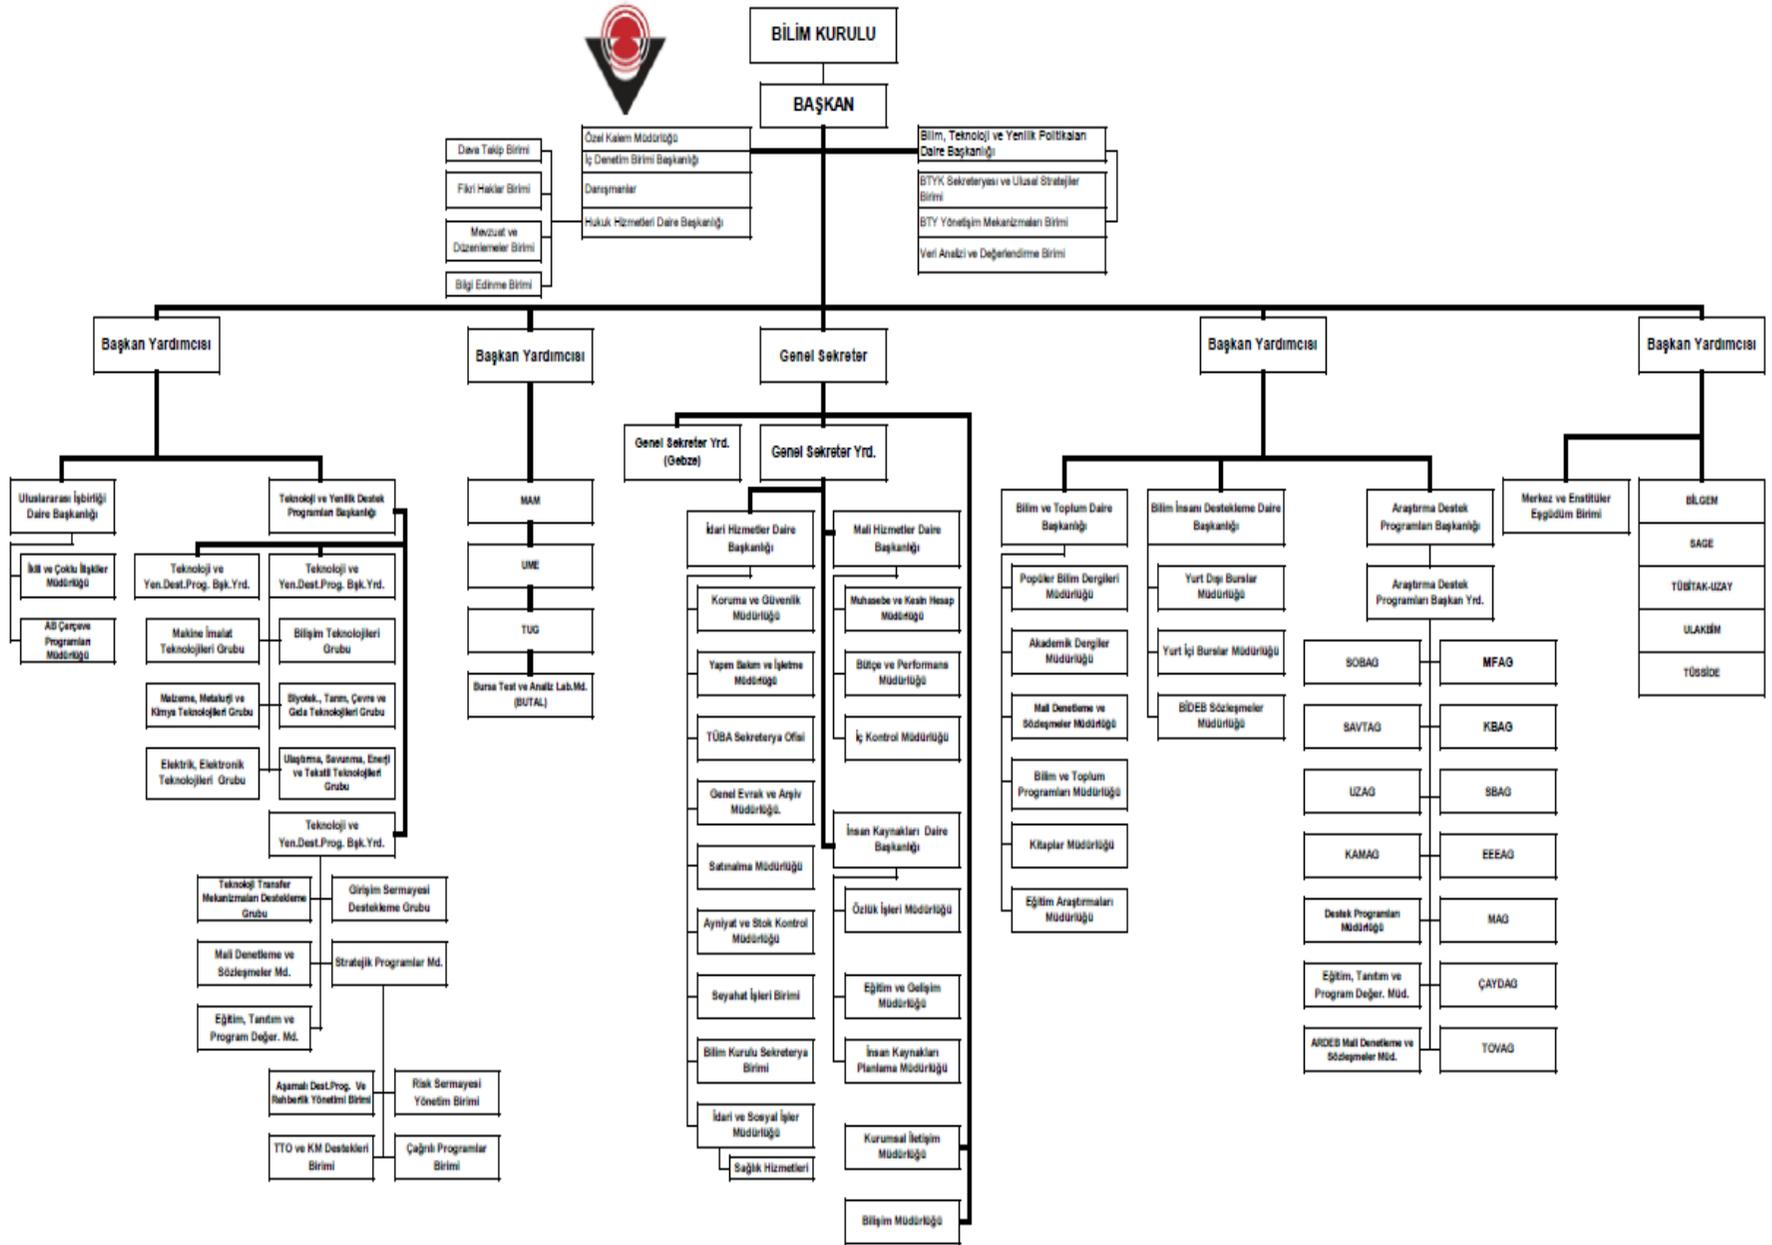 BİLİM KURULU
BAŞKAN
Özel Kalem Müdürlüğü
İç Denetim Birimi Başkanlığı
Danışmanlar
Hukuk Hizmetleri Daire Başkanlığı
Dava Takip Birimi
Fikri Haklar Birimi
Mevzuat ve
Düzenlemeler Birimi
Bilgi Edinme Birimi
Bilim, Teknoloji ve Yenilik Politikaları
Daire Başkanlığı
BTYK Sekreteryası ve Ulusal Stratejiler
Birimi
BTY Yönetişim Mekanizmaları Birimi
Veri Analizi ve Değerlendirme Birimi
Başkan Yardımcısı
Uluslararası İşbirliği
Daire Başkanlığı
İkili ve Çoklu İlişkiler
Müdürlüğü
AB Çerçeve
Programları
Müdürlüğü
Teknoloji ve Yenilik Destek
Programları Başkanlığı
Teknoloji ve
Yen.Dest.Prog. Bşk.Yrd.
Teknoloji ve
Yen.Dest.Prog. Bşk.Yrd.
Makine İmalat
Teknolojileri Grubu
Bilişim Teknolojileri
Grubu
Malzeme, Metalurji ve
Kimya Teknolojileri Grubu
Biyotek., Tarım, Çevre ve
Gıda Teknolojileri Grubu
Elektrik, Elektronik
Teknolojileri Grubu
Ulaştırma, Savunma, Enerji
ve Tekstil Teknolojileri
Grubu
Teknoloji ve
Yen.Dest.Prog. Bşk.Yrd.
Teknoloji Transfer
Mekanizmaları Destekleme
Grubu
Girişim Sermayesi
Destekleme Grubu
Mali Denetleme ve
Sözleşmeler Md.
Stratejik Programlar Md.
Eğitim, Tanıtım ve
Program Değer. Md.
Aşamalı Dest.Prog. Ve
Rehberlik Yönetimi Birimi
Risk Sermayesi
Yönetim Birimi
TTO ve KM Destekleri
Birimi
Çağrılı Programlar
Birimi
Başkan Yardımcısı
MAM
UME
TUG
Bursa Test ve Analiz Lab.Md.
(BUTAL)
Genel Sekreter
Genel Sekreter Yrd.
(Gebze)
Genel Sekreter Yrd.
İdari Hizmetler Daire
Başkanlığı
Koruma ve Güvenlik
Müdürlüğü
Yapım Bakım ve İşletme
Müdürlüğü
TÜBA Sekreterya Ofisi
Genel Evrak ve Arşiv
Müdürlüğü.
Satınalma Müdürlüğü
Ayniyat ve Stok Kontrol
Müdürlüğü
Seyahat İşleri Birimi
Bilim Kurulu Sekreterya
Birimi
İdari ve Sosyal İşler
Müdürlüğü
Sağlık Hizmetleri
Mali Hizmetler Daire
Başkanlığı
Muhasebe ve Kesin Hesap
Müdürlüğü
Bütçe ve Performans
Müdürlüğü
İç Kontrol Müdürlüğü
İnsan Kaynakları Daire
Başkanlığı
Özlük İşleri Müdürlüğü
Eğitim ve Gelişim
Müdürlüğü
İnsan Kaynakları
Planlama Müdürlüğü
Kurumsal İletişim
Müdürlüğü
Bilişim Müdürlüğü
Başkan Yardımcısı
Bilim ve Toplum Daire
Başkanlığı
Popüler Bilim Dergileri
Müdürlüğü
Akademik Dergiler
Müdürlüğü
Mali Denetleme ve
Sözleşmeler Müdürlüğü
Bilim ve Toplum
Programları Müdürlüğü
Kitaplar Müdürlüğü
Eğitim Araştırmaları
Müdürlüğü
Bilim İnsanı Destekleme Daire
Başkanlığı
Yurt Dışı Burslar
Müdürlüğü
Yurt İçi Burslar Müdürlüğü
BİDEB Sözleşmeler
Müdürlüğü
Araştırma Destek
Programları Başkanlığı
Araştırma Destek
Programları Başkan Yrd.
SOBAG
MFAG
SAVTAG
KBAG
UZAG
SBAG
KAMAG
EEEAG
Destek Programları
Müdürlüğü
MAG
Eğitim, Tanıtım ve
Program Değer. Müd.
ÇAYDAG
ARDEB Mali Denetleme ve
Sözleşmeler Müd.
TOVAG
Başkan Yardımcısı
Merkez ve Enstitüler
Eşgüdüm Birimi
BİLGEM
SAGE
TÜBİTAK-UZAY
ULAKBİM
TÜSSİDE